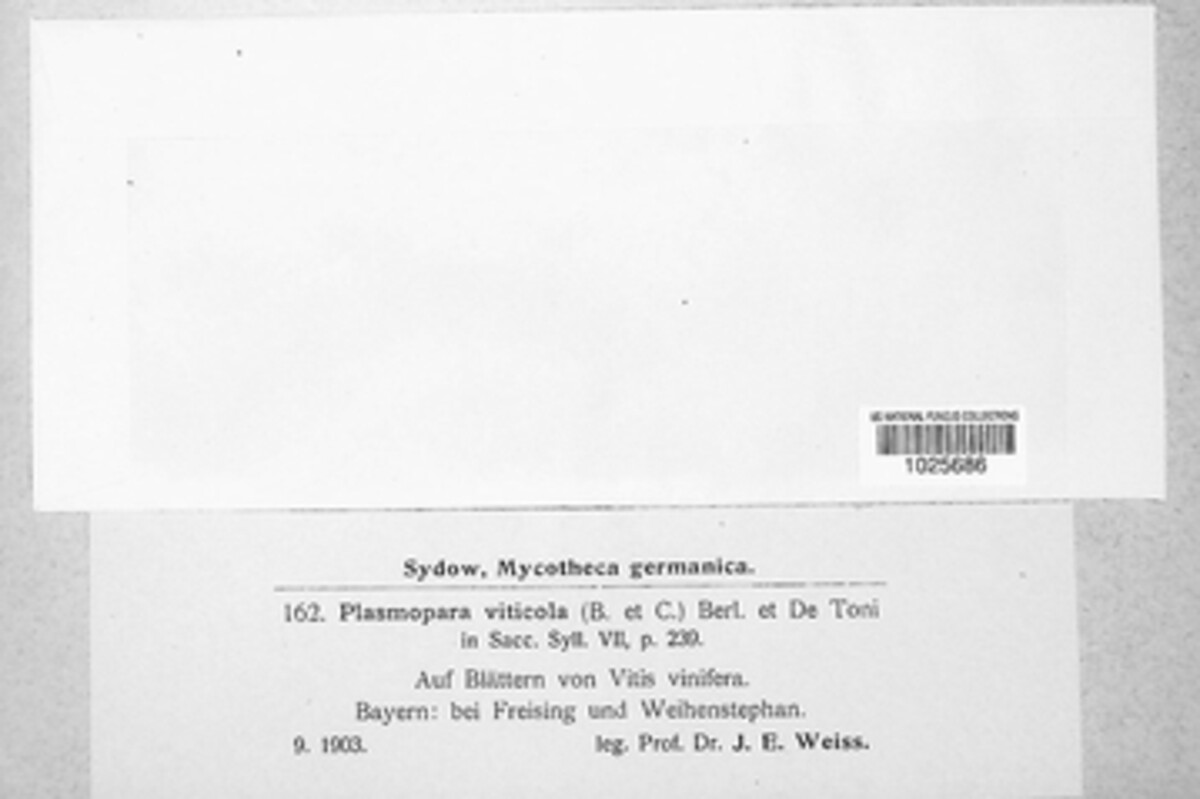 US NATIONAL FUNGUS COLLECTIONS
1025686
Sydow, Mycotheca germanica.
162. Plasmopara viticola (B. et C.) Berl. et De Toni
in Sacc. Syll. VII, p. 239.
Auf Blättern von Vitis vinifera.
Bayern: bei Freising und Weihenstephan.
9. 1903. leg. Prof. Dr. J. E. Weiss.